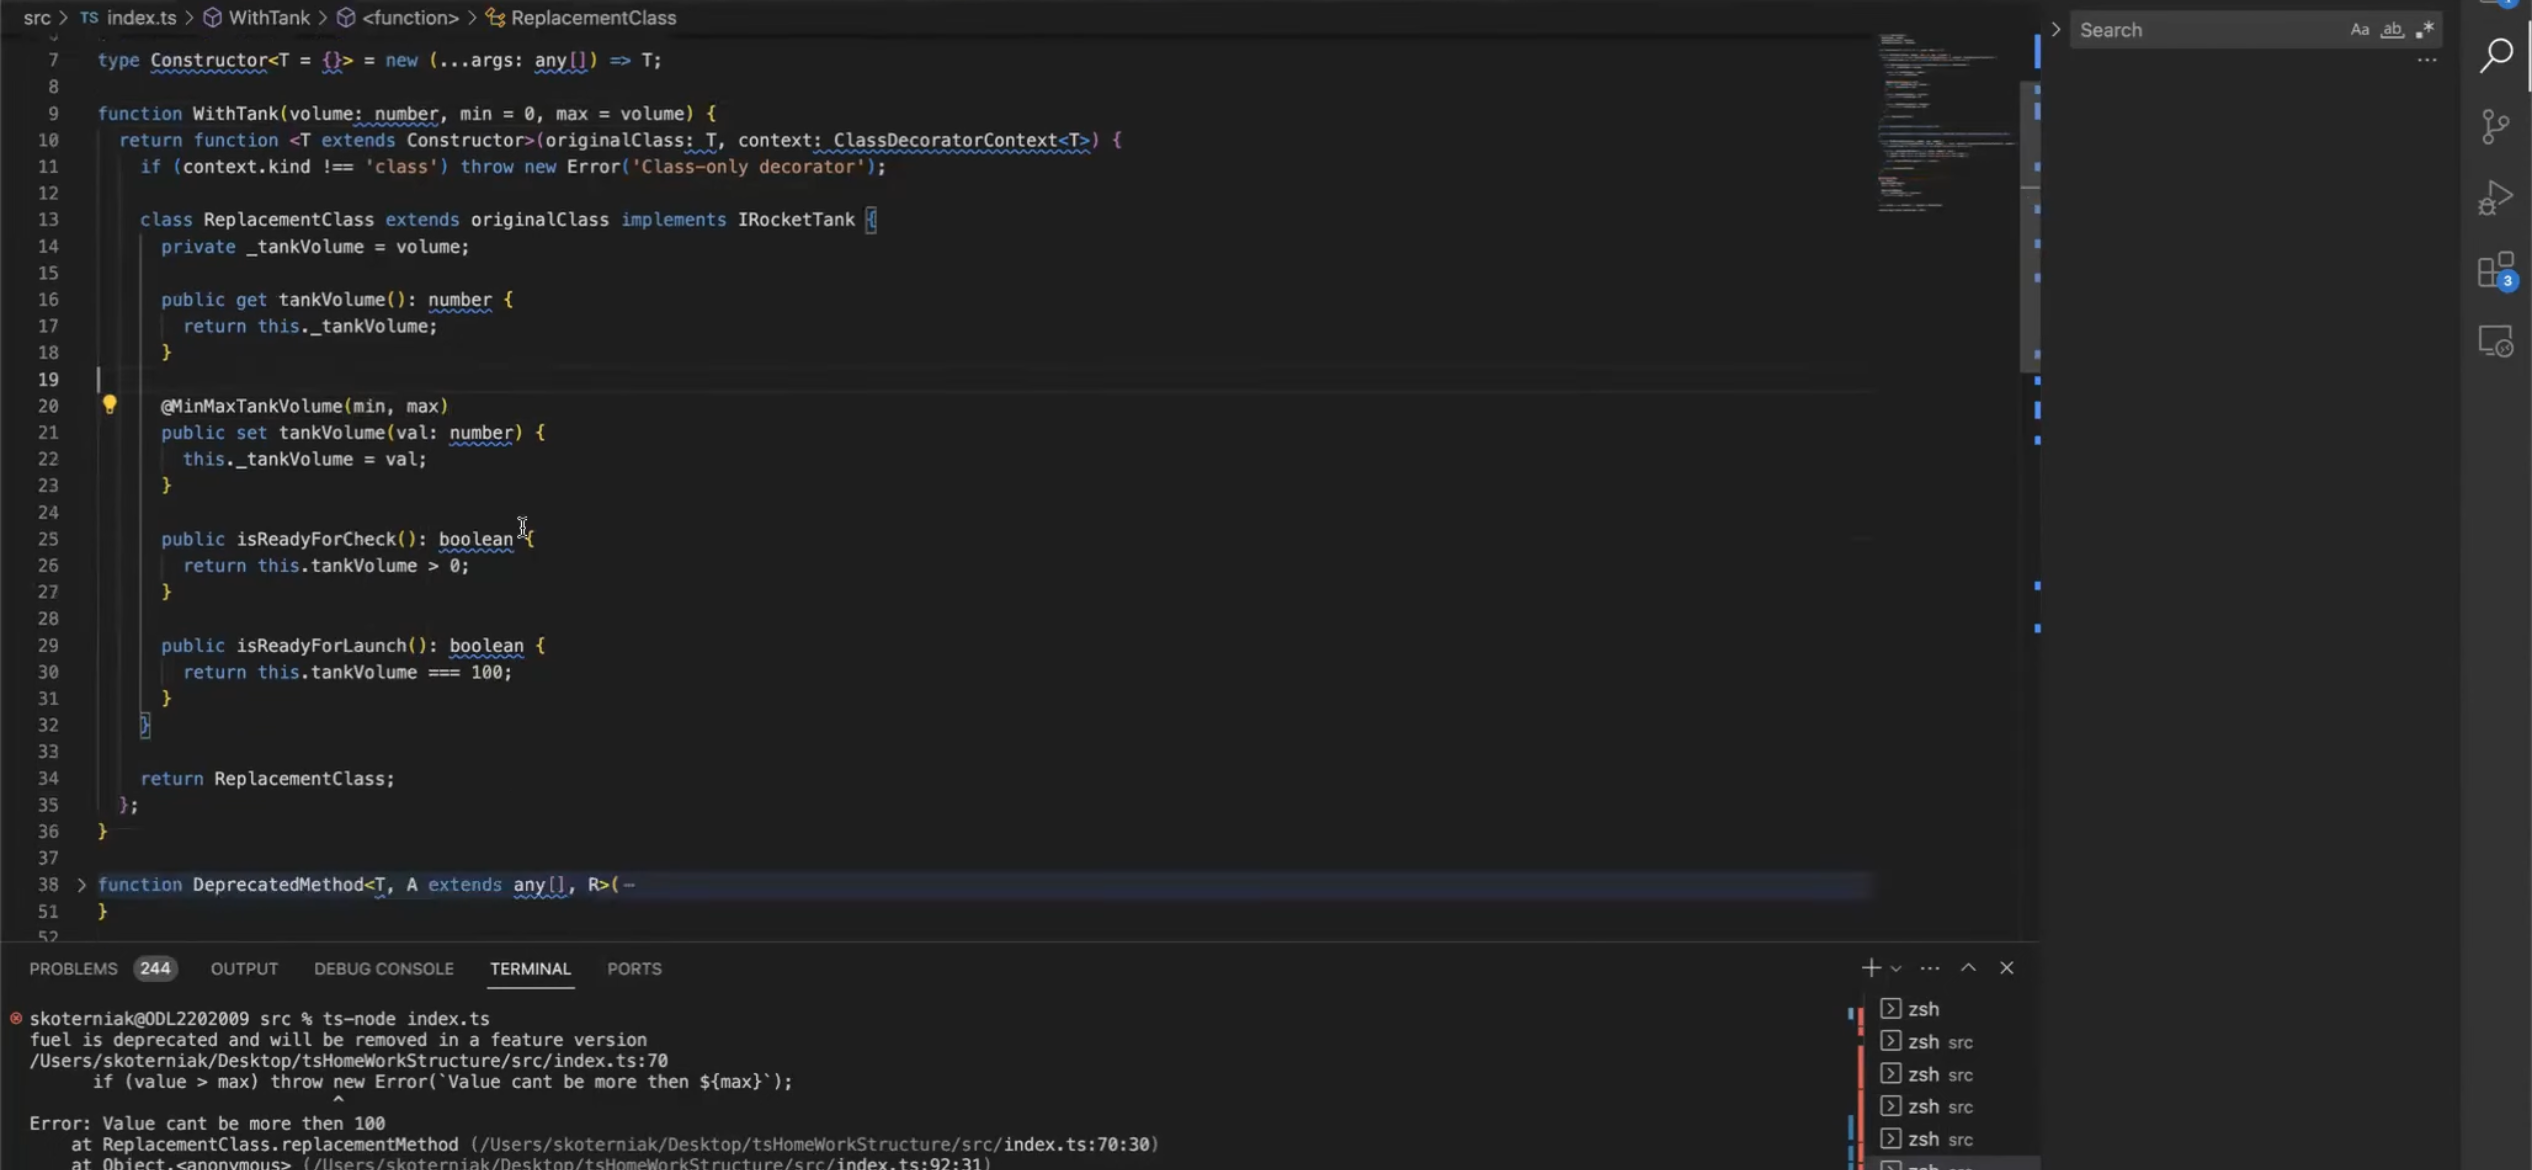 src > TS index.ts > WithTank > <function> > ReplacementClass
7 type Constructor<T = {}> = new (...args: any[]) => T;
8
9 function WithTank(volume: number, min = 0, max = volume) {
10 return function <T extends Constructor>(originalClass: T, context: ClassDecoratorContext<T>) {
11 if (context.kind !== 'class') throw new Error('Class-only decorator');
12
13 class ReplacementClass extends originalClass implements IRocketTank {
14 private _tankVolume = volume;
15
16 public get tankVolume(): number {
17 return this._tankVolume;
18 }
19
20 @MinMaxTankVolume(min, max)
21 public set tankVolume(val: number) {
22 this._tankVolume = val;
23 }
24
25 public isReadyForCheck(): boolean {
26 return this.tankVolume > 0;
27 }
28
29 public isReadyForLaunch(): boolean {
30 return this.tankVolume === 100;
31 }
32 }
33
34 return ReplacementClass;
35 };
36 }
37
38 > function DeprecatedMethod<T, A extends any[], R>(⋯
51 }
52
Search Aa ab
3
PROBLEMS 244 OUTPUT DEBUG CONSOLE TERMINAL PORTS
skoterniak@ODL2202009 src % ts-node index.ts
fuel is deprecated and will be removed in a feature version
/Users/skoterniak/Desktop/tsHomeWorkStructure/src/index.ts:70
if (value > max) throw new Error(`Value cant be more then ${max}`);
^
Error: Value cant be more then 100
at ReplacementClass.replacementMethod (/Users/skoterniak/Desktop/tsHomeWorkStructure/src/index.ts:70:30)
at Object.<anonymous> (/Users/skoterniak/Desktop/tsHomeWorkStructure/src/index.ts:92:31)
zsh
zsh src
zsh src
zsh src
zsh src